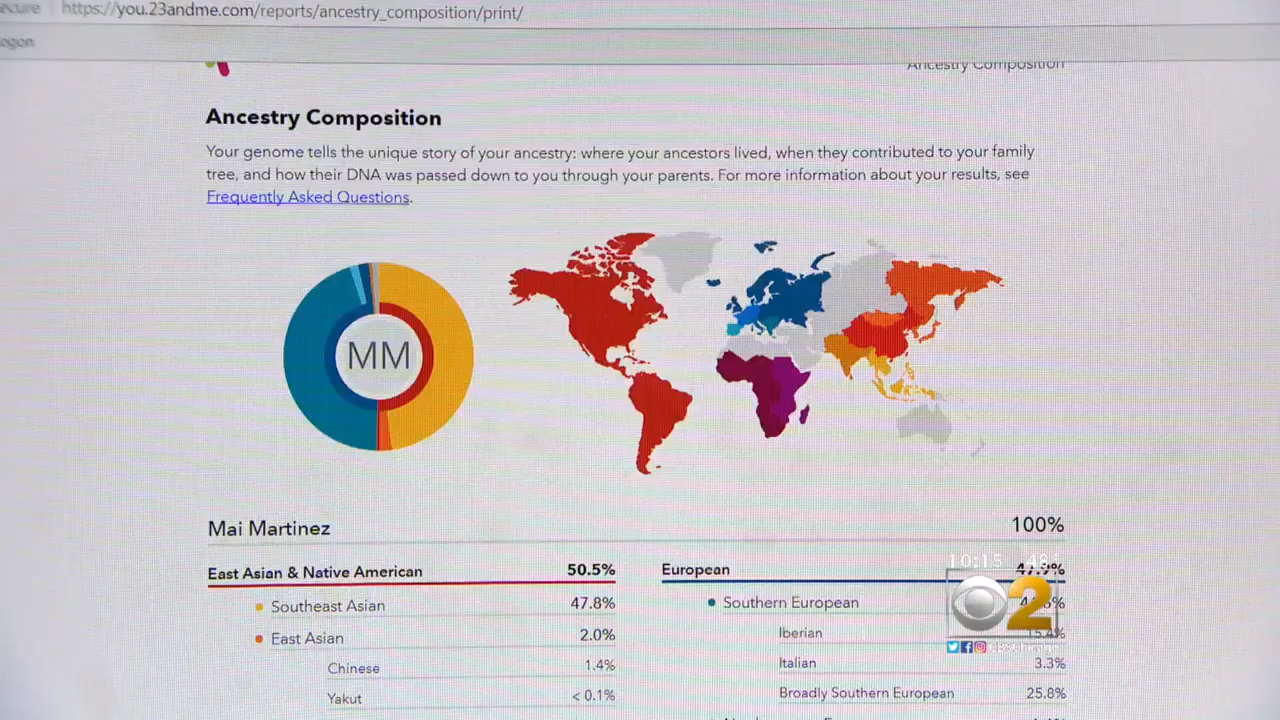 https://you.23andme.com/reports/ancestry_composition/print/
Ancestry Composition
Ancestry Composition
Your genome tells the unique story of your ancestry: where your ancestors lived, when they contributed to your family
tree, and how their DNA was passed down to you through your parents. For more information about your results, see
Frequently Asked Questions.
MM
Mai Martinez 100%
East Asian & Native American 50.5%
Southeast Asian 47.8%
East Asian 2.0%
Chinese 1.4%
Yakut < 0.1%
European
Southern European
Iberian 15.4%
Italian 3.3%
Broadly Southern European 25.8%
10:15
2